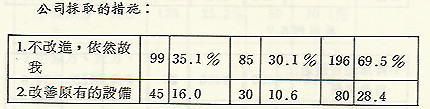 公司採取的措施：
1.不改進，依然故我 99 35.1% 85 30.1% 196 69.5%
2.改善原有的設備 45 16.0 30 10.6 80 28.4